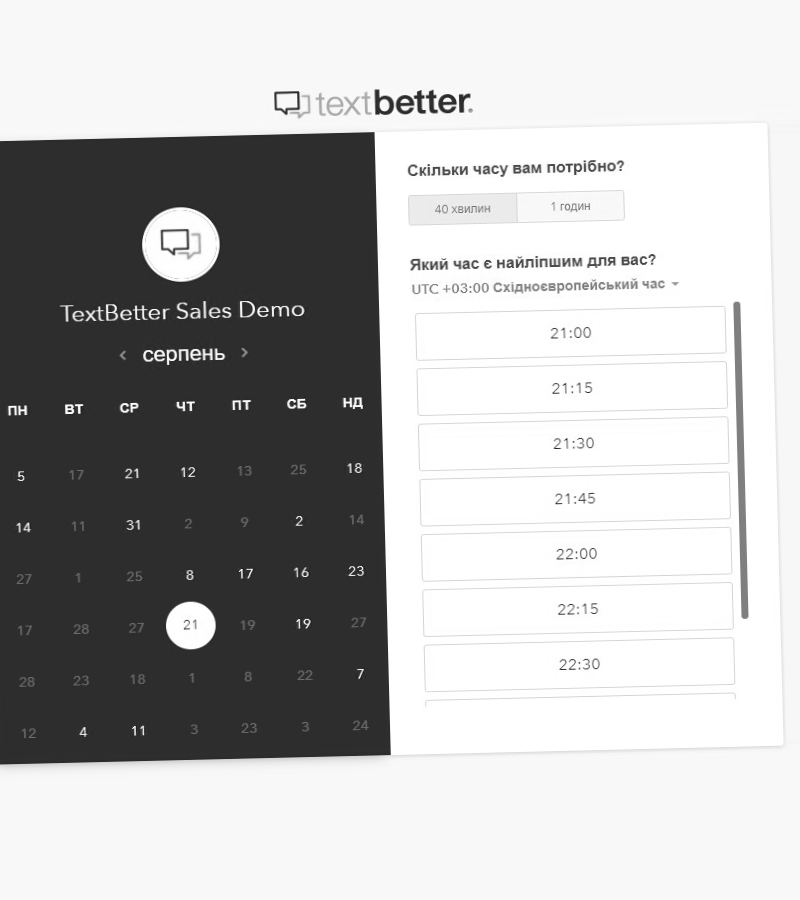 textbetter.
TextBetter Sales Demo
серпень
ПН ВТ СР ЧТ ПТ СБ НД
5 17 21 12 13 25 18
14 11 31 2 9 2 14
27 1 25 8 17 16 23
17 28 27 21 19 19 27
28 23 18 1 8 22 7
12 4 11 3 23 3 24
Скільки часу вам потрібно?
40 хвилин 1 годин
Який час є найліпшим для вас?
UTC +03:00 Східноєвропейський час
21:00
21:15
21:30
21:45
22:00
22:15
22:30